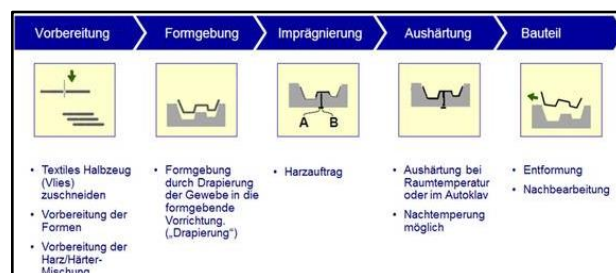 Vorbereitung
Formgebung
Imprägnierung
Aushärtung
Bauteil
A B
• Textiles Halbzeug
(Vlies)
zuschneiden
• Vorbereitung der
Formen
• Vorbereitung der
Harz/Härter-
Mischung
• Formgebung
durch Drapierung
der Gewebe in die
formgebende
Vorrichtung.
(„Drapierung“)
• Harzauftrag
• Aushärtung bei
Raumtemperatur
oder im Autoklav
• Nachtemperung
möglich
• Entformung
• Nachbearbeitung